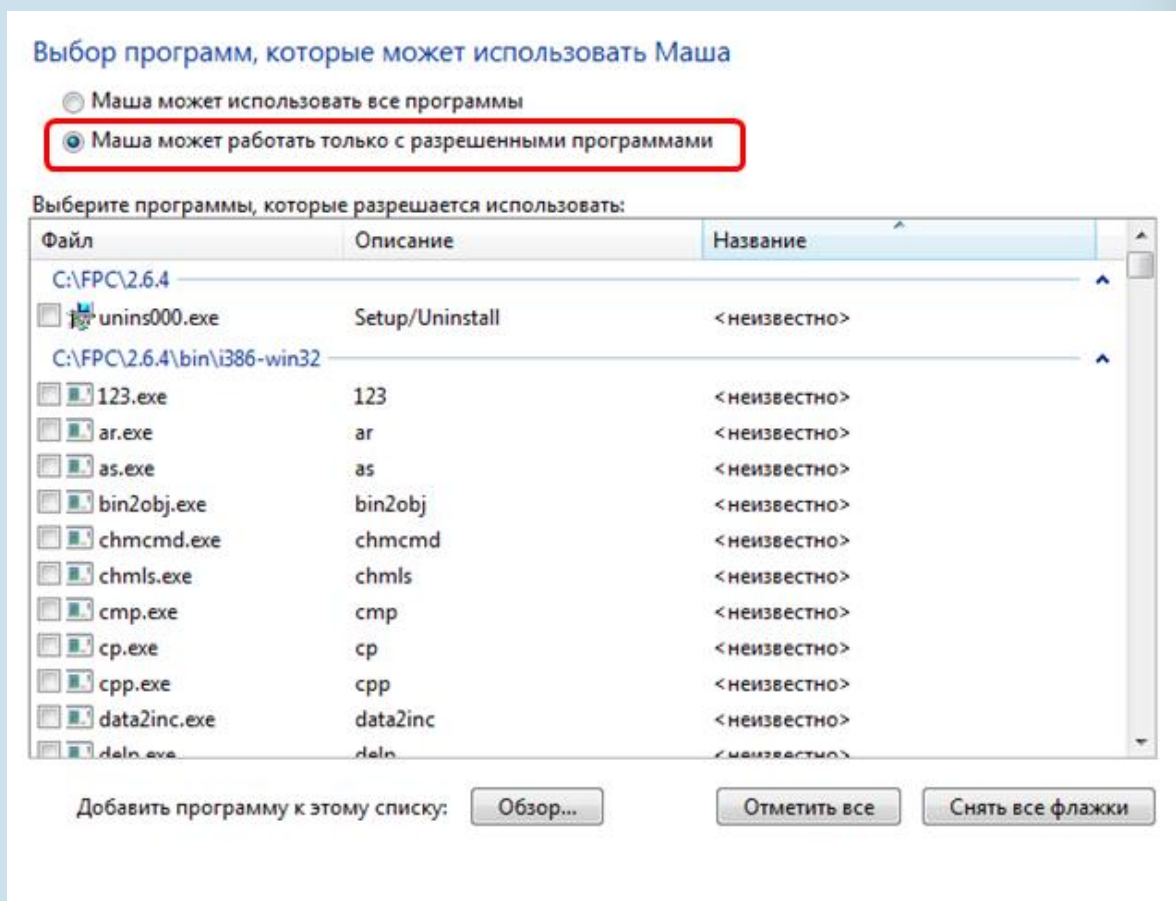 Выбор программ, которые может использовать Маша
Маша может использовать все программы
Маша может работать только с разрешенными программами
Выберите программы, которые разрешается использовать:
Файл Описание Название
C:\FPC\2.6.4
unins000.exe Setup/Uninstall <неизвестно>
C:\FPC\2.6.4\bin\i386-win32
123.exe 123 <неизвестно>
ar.exe ar <неизвестно>
as.exe as <неизвестно>
bin2obj.exe bin2obj <неизвестно>
chmcmd.exe chmcmd <неизвестно>
chmls.exe chmls <неизвестно>
cmp.exe cmp <неизвестно>
cp.exe cp <неизвестно>
cpp.exe cpp <неизвестно>
data2inc.exe data2inc <неизвестно>
delp.exe delp <неизвестно>
Добавить программу к этому списку: Обзор... Отметить все Снять все флажки